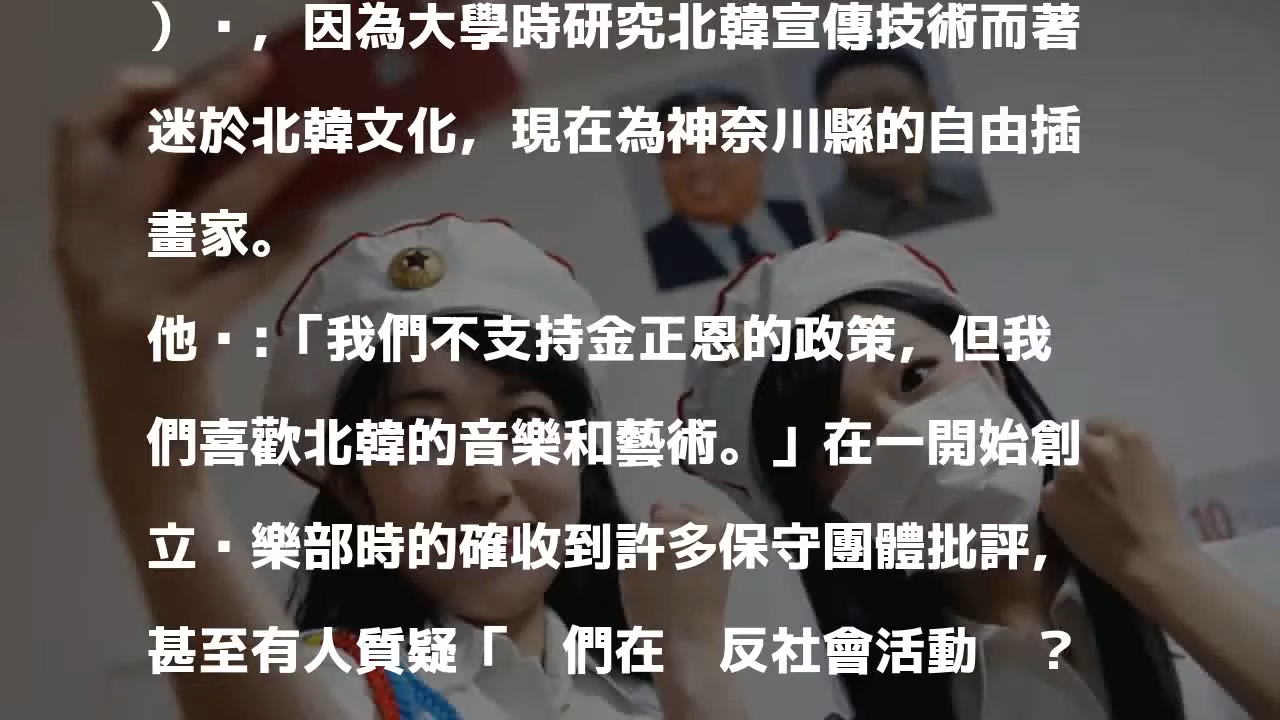 ）·，因為大學時研究北韓宣傳技術而著
迷於北韓文化，現在為神奈川縣的自由插
畫家。
他·:「我們不支持金正恩的政策，但我
們喜歡北韓的音樂和藝術。」在一開始創
立·樂部時的確收到許多保守團體批評，
甚至有人質疑「 們在 反社會活動 ？
10